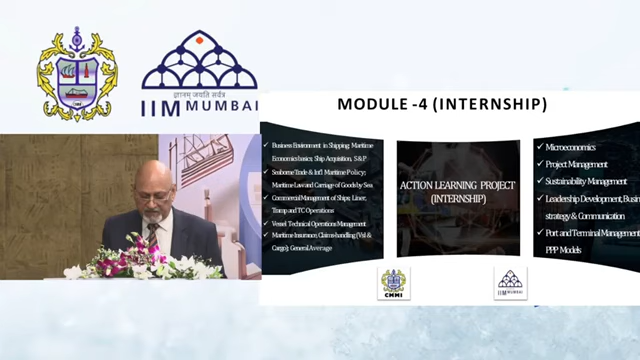 ज्ञानम् जयति सर्वत्र
IIM MUMBAI
MODULE -4 (INTERNSHIP)
✓ Business Environment in Shipping; Maritime
Economics basics; Ship Acquisition, S & P
✓ Seaborne Trade & Int'l Maritime Policy;
Maritime Law and Carriage of Goods by Sea
✓ Commercial Management of Ships; Liner,
Tramp and TC Operations
✓ Vessel Technical Operations Management
✓ Maritime Insurance; Claims-handling (Vsl &
Cargo); General Average
ACTION LEARNING PROJECT
(INTERNSHIP)
✓ Microeconomics
✓ Project Management
✓ Sustainability Management
✓ Leadership Development, Busin
strategy & Communication
✓ Port and Terminal Management
PPP Models
CMMI
IIM MUMBAI